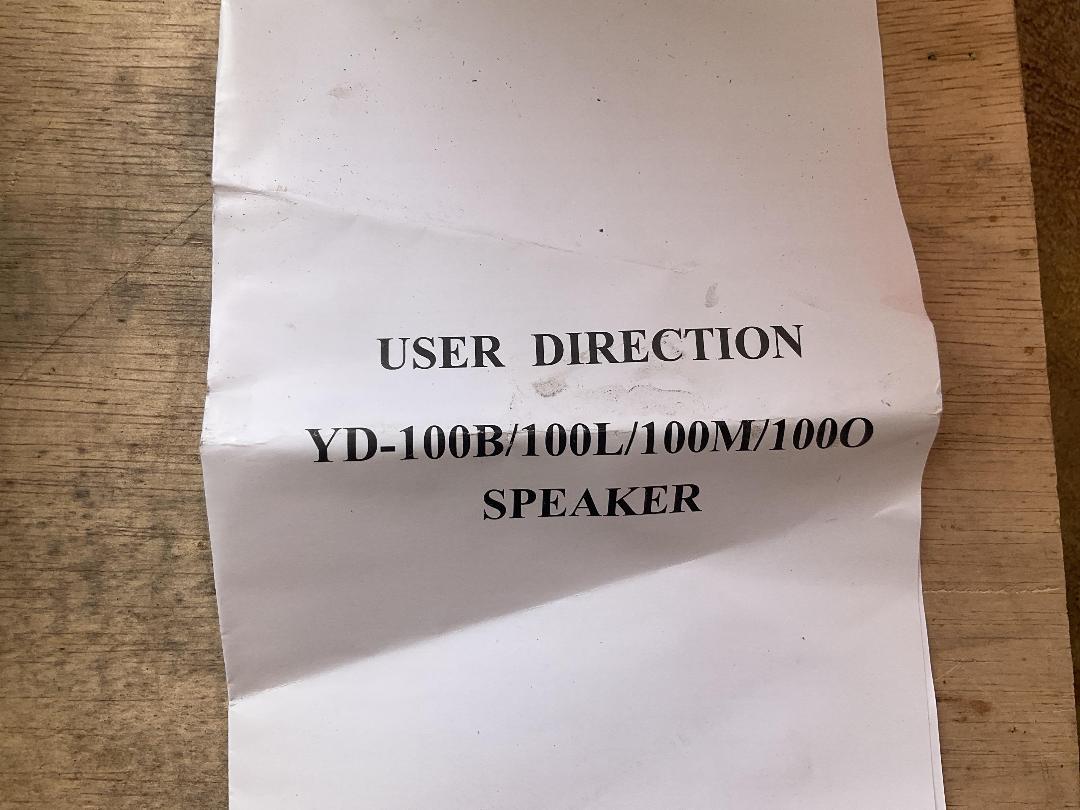 USER DIRECTION
YD-100B/100L/100M/100O
SPEAKER